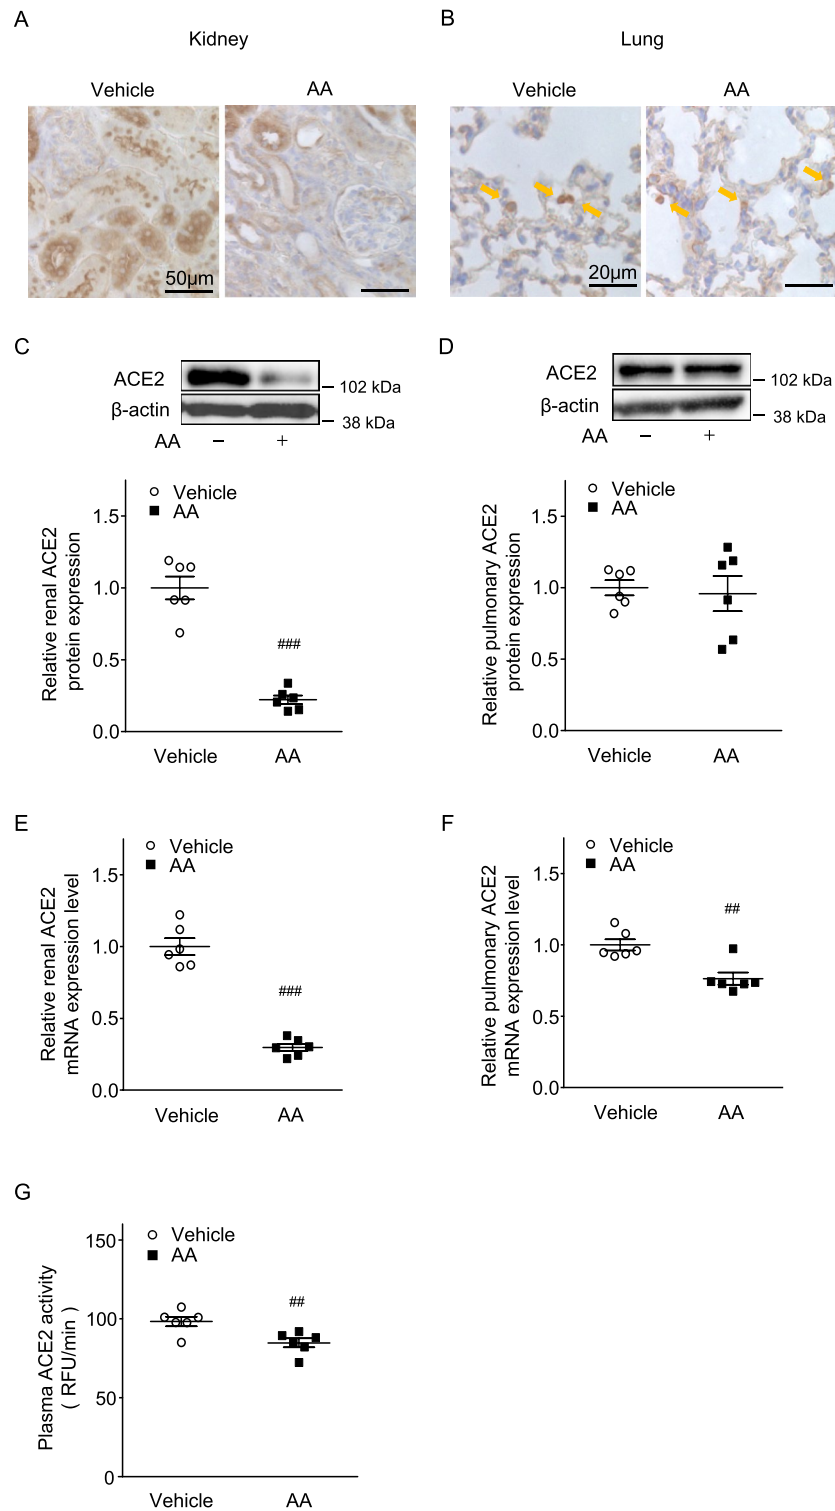 A
Kidney
Vehicle
AA
50µm
B
Lung
Vehicle
AA
20µm
C
ACE2
102 kDa
β-actin
38 kDa
AA
−
+
Vehicle
AA
Relative renal ACE2
protein expression
1.5
1.0
0.5
0.0
###
Vehicle
AA
D
ACE2
102 kDa
β-actin
38 kDa
AA
−
+
Vehicle
AA
Relative pulmonary ACE2
protein expression
1.5
1.0
0.5
0.0
Vehicle
AA
E
Vehicle
AA
Relative renal ACE2
mRNA expression level
1.5
1.0
0.5
0.0
###
Vehicle
AA
F
Vehicle
AA
Relative pulmonary ACE2
mRNA expression level
1.5
1.0
0.5
0.0
##
Vehicle
AA
G
Vehicle
AA
Plasma ACE2 activity
( RFU/min )
150
100
50
0
##
Vehicle
AA